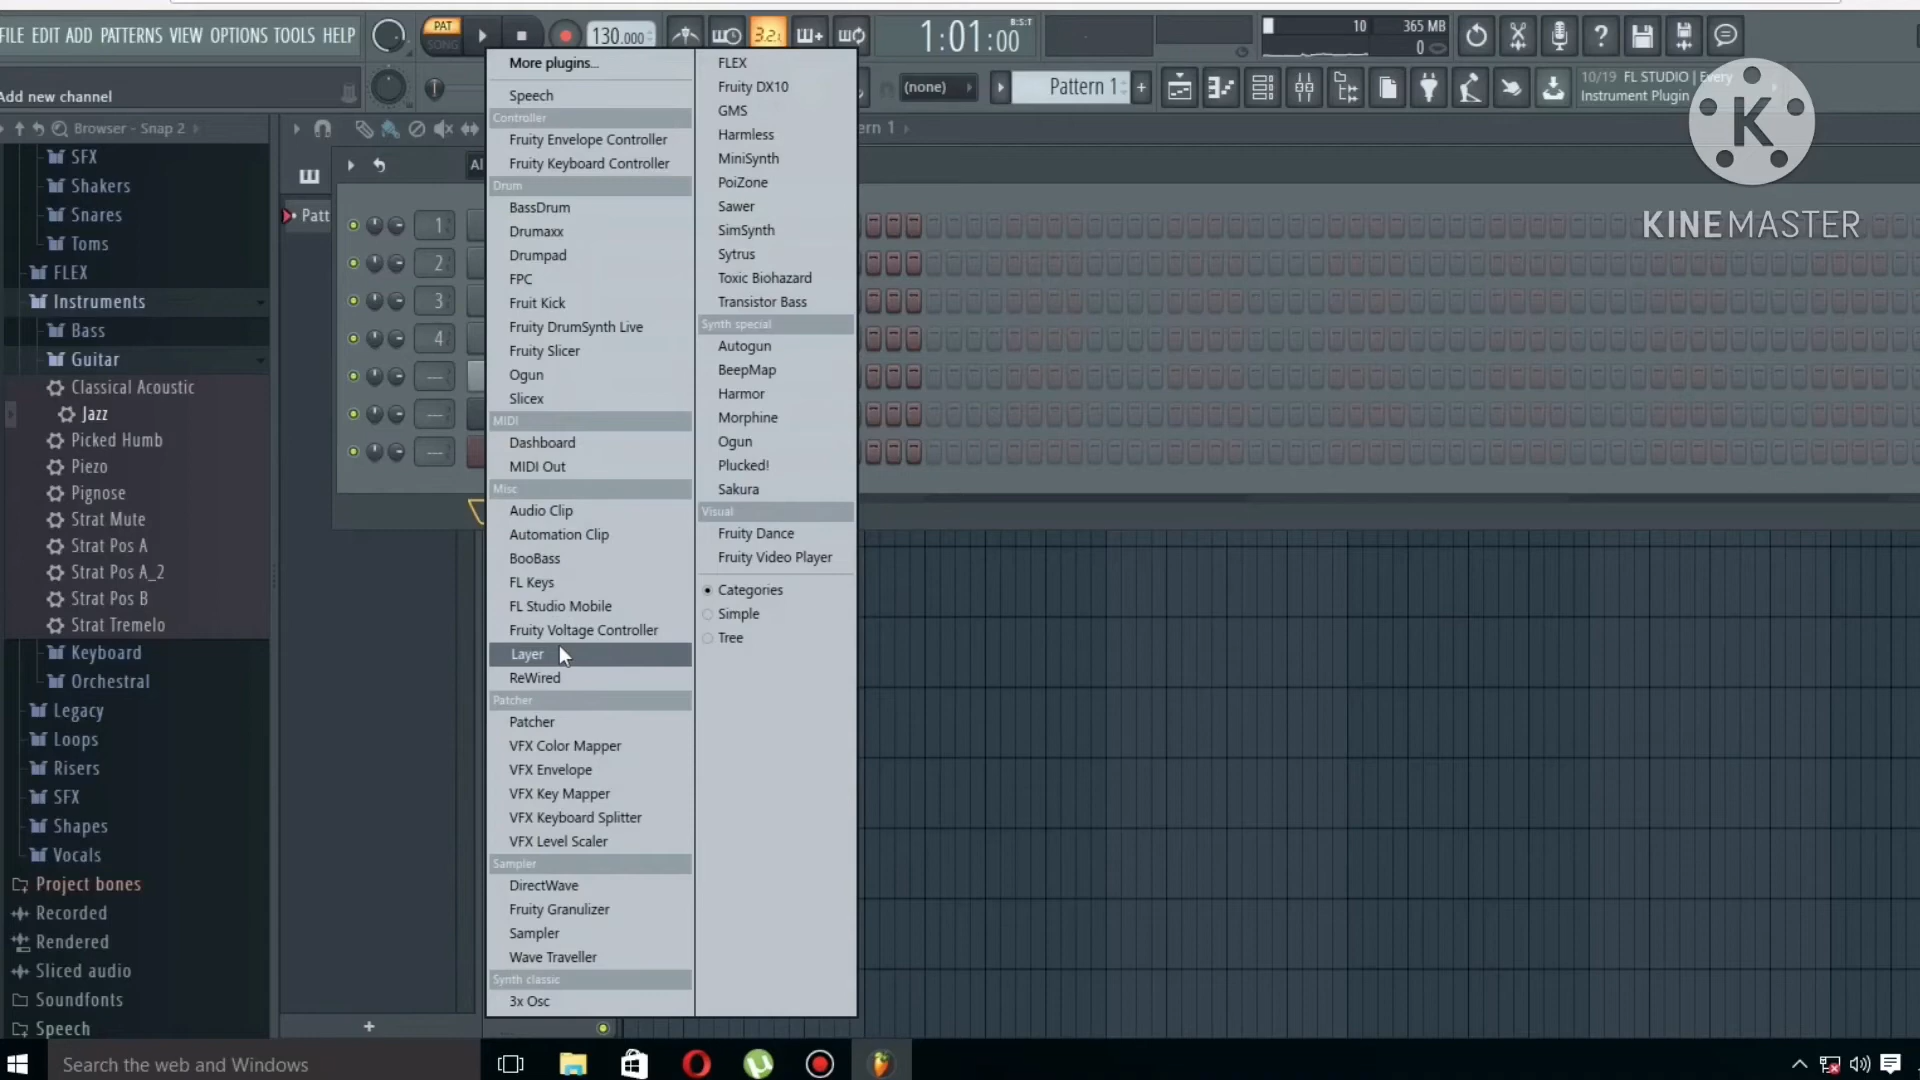 FILE EDIT ADD PATTERNS VIEW OPTIONS TOOLS HELP
PAT
SONG
130.000
3.2.
1:01:00
B:S:T
10
365 MB
0
Add new channel
(none)
Pattern 1
+
10/19 FL STUDIO | Every
Instrument Plugin
K
KINEMASTER
Browser - Snap 2
SFX
Shakers
Snares
Toms
FLEX
Instruments
Bass
Guitar
Classical Acoustic
Jazz
Picked Humb
Piezo
Pignose
Strat Mute
Strat Pos A
Strat Pos A_2
Strat Pos B
Strat Tremelo
Keyboard
Orchestral
Legacy
Loops
Risers
SFX
Shapes
Vocals
Project bones
Recorded
Rendered
Sliced audio
Soundfonts
Speech
Patt
Al
ern 1
1
2
3
4
---
---
---
More plugins...
Speech
Controller
Fruity Envelope Controller
Fruity Keyboard Controller
Drum
BassDrum
Drumaxx
Drumpad
FPC
Fruit Kick
Fruity DrumSynth Live
Fruity Slicer
Ogun
Slicex
MIDI
Dashboard
MIDI Out
Misc
Audio Clip
Automation Clip
BooBass
FL Keys
FL Studio Mobile
Fruity Voltage Controller
Layer
ReWired
Patcher
Patcher
VFX Color Mapper
VFX Envelope
VFX Key Mapper
VFX Keyboard Splitter
VFX Level Scaler
Sampler
DirectWave
Fruity Granulizer
Sampler
Wave Traveller
Synth classic
3x Osc
FLEX
Fruity DX10
GMS
Harmless
MiniSynth
PoiZone
Sawer
SimSynth
Sytrus
Toxic Biohazard
Transistor Bass
Synth special
Autogun
BeepMap
Harmor
Morphine
Ogun
Plucked!
Sakura
Visual
Fruity Dance
Fruity Video Player
Categories
Simple
Tree
+
Search the web and Windows